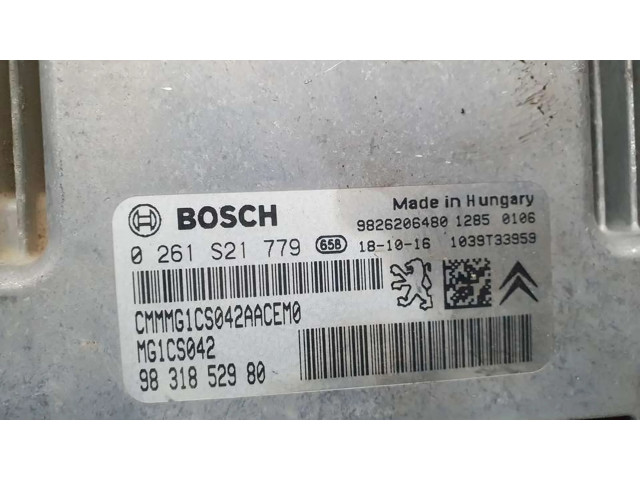 BOSCH
Made in Hungary
9826206480 1285 0106
0 261 S21 779 65B 18-10-16 1039T33959
CMMMG1CS042AACEM0
MG1CS042
98 318 529 80